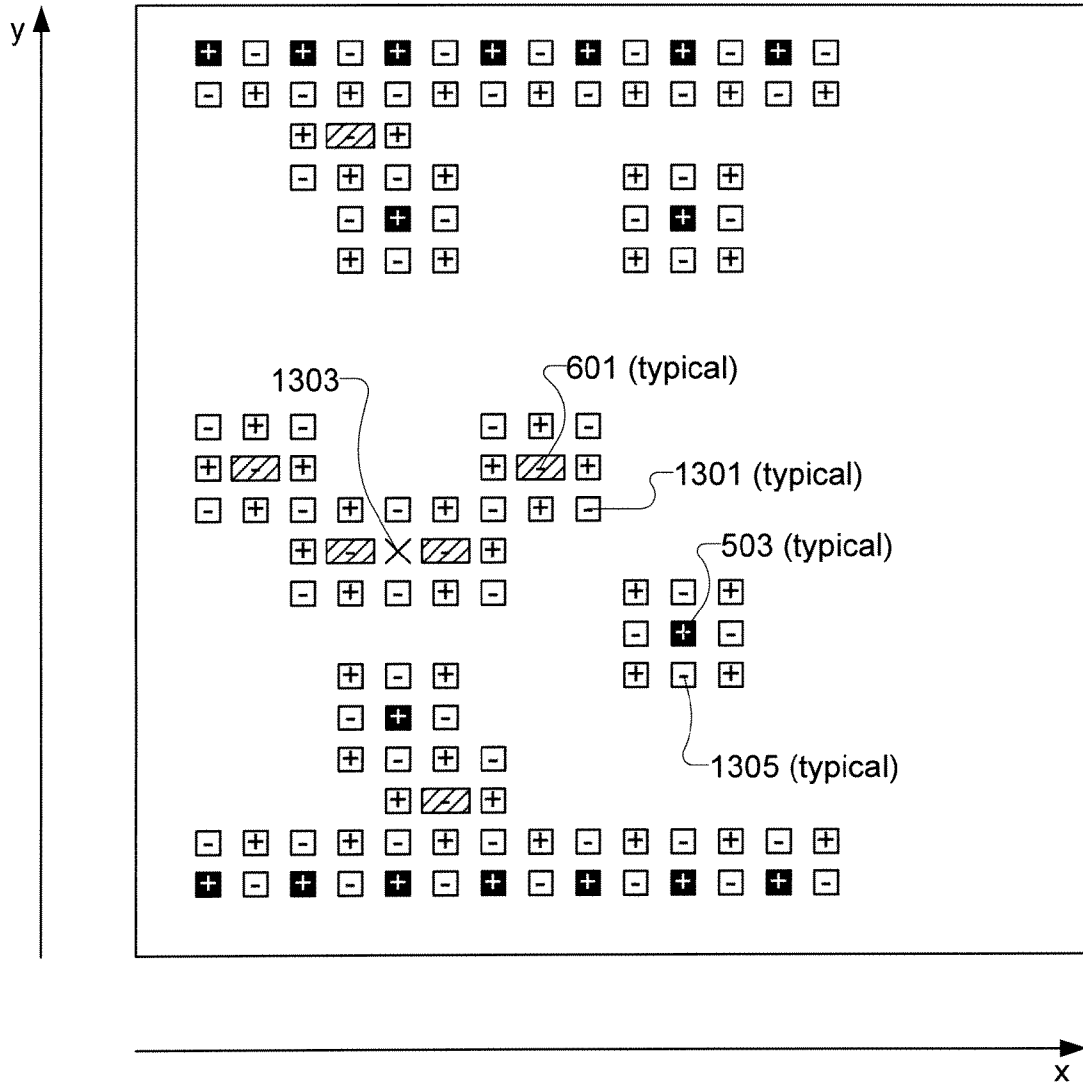 y
+ - + - + - + - + - + - + -
- + - + - + - + - + - + - +
+ - +
- + - + + - +
- + - - + -
+ - + + - +
601 (typical)
1303
- + - - + -
+ - + + - +
1301 (typical)
- + - + - + - + -
503 (typical)
+ - - +
- + - + - + - +
- + -
+ - + + - +
- + -
+ - + -
1305 (typical)
+ - +
- + - + - + - + - + - + - +
+ - + - + - + - + - + - + -
x